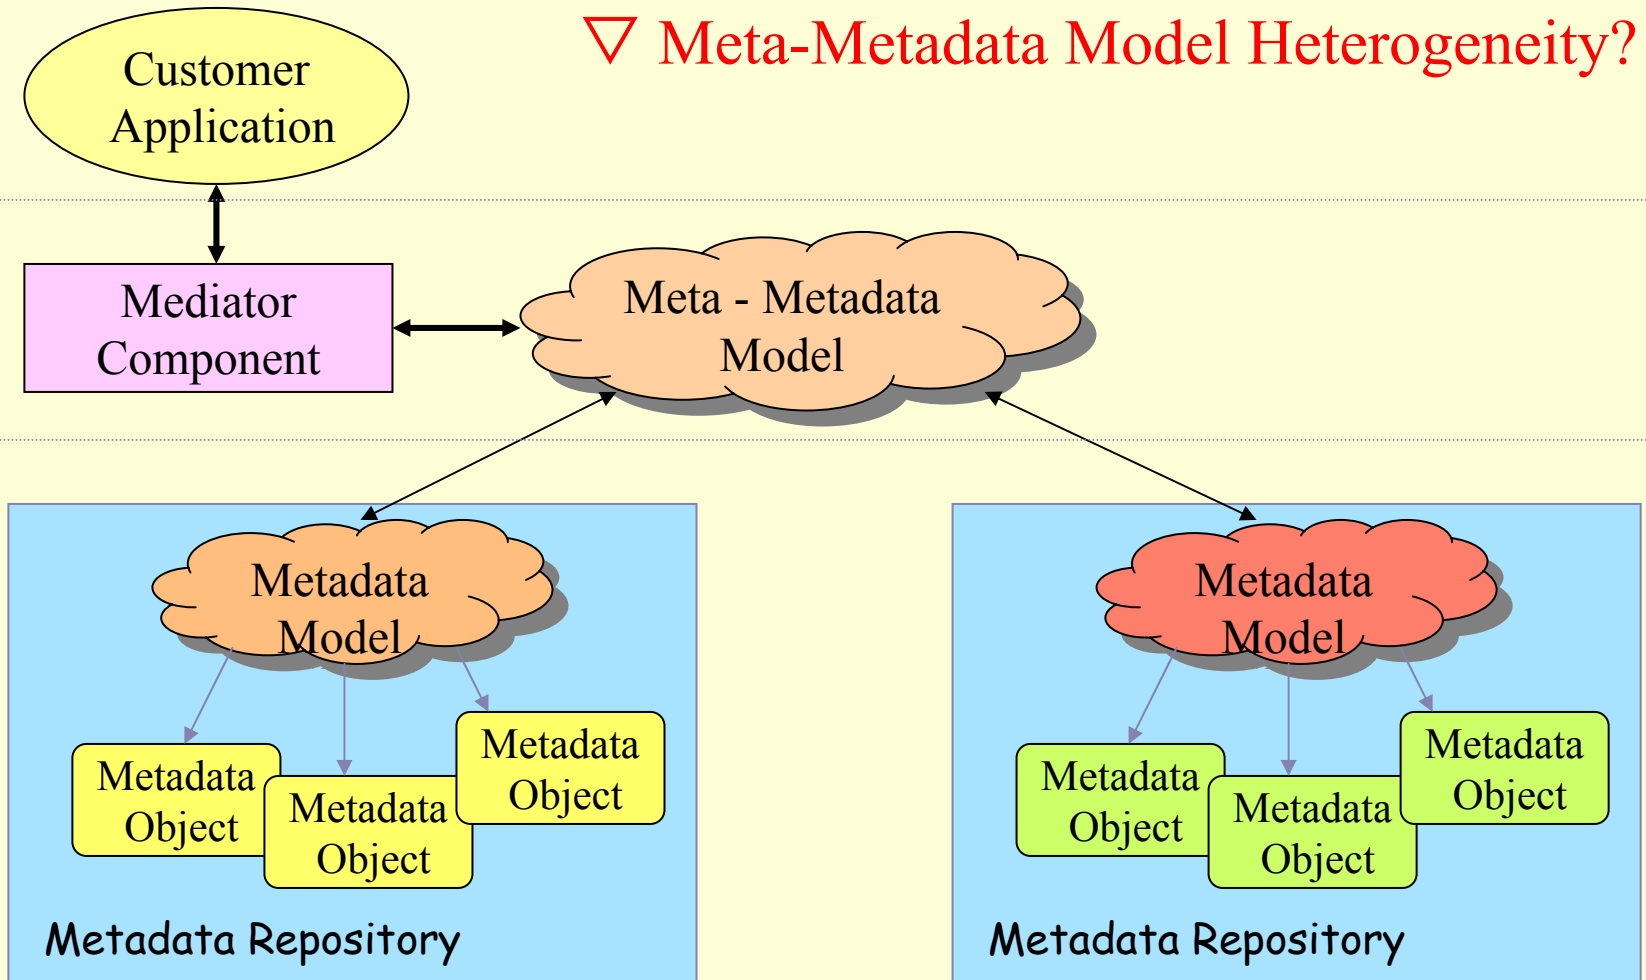 ▽ Meta-Metadata Model Heterogeneity?
Customer
Application
Mediator
Component
Meta - Metadata
Model
Metadata
Model
Metadata
Object
Metadata
Object
Metadata
Object
Metadata Repository
Metadata
Model
Metadata
Object
Metadata
Object
Metadata
Object
Metadata Repository